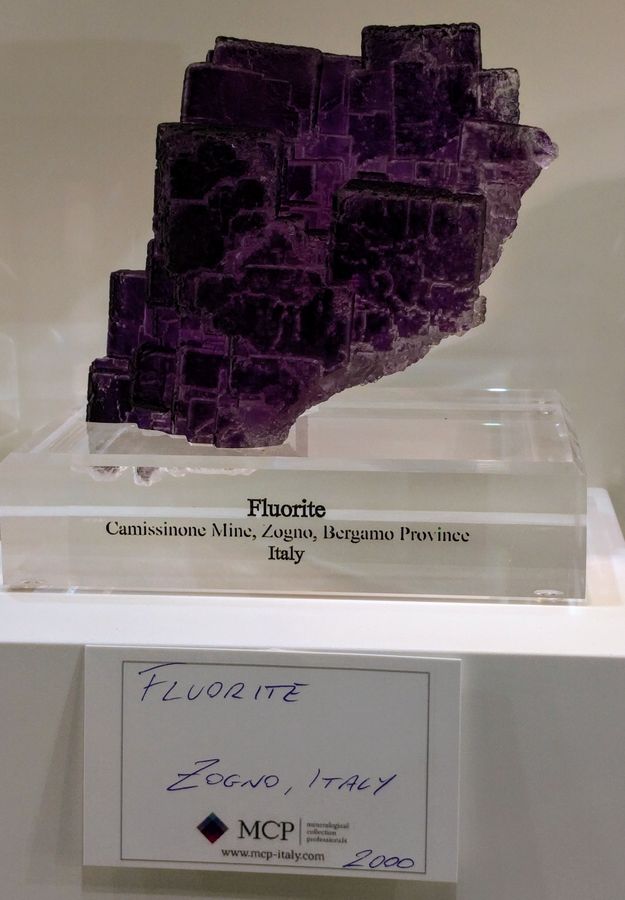 Fluorite
Camissinone Mine, Zogno, Bergamo Province
Italy
FLUORITE
ZOGNO, ITALY
MCP
mineralogical
collection
professionals
www.mcp-italy.com
2000